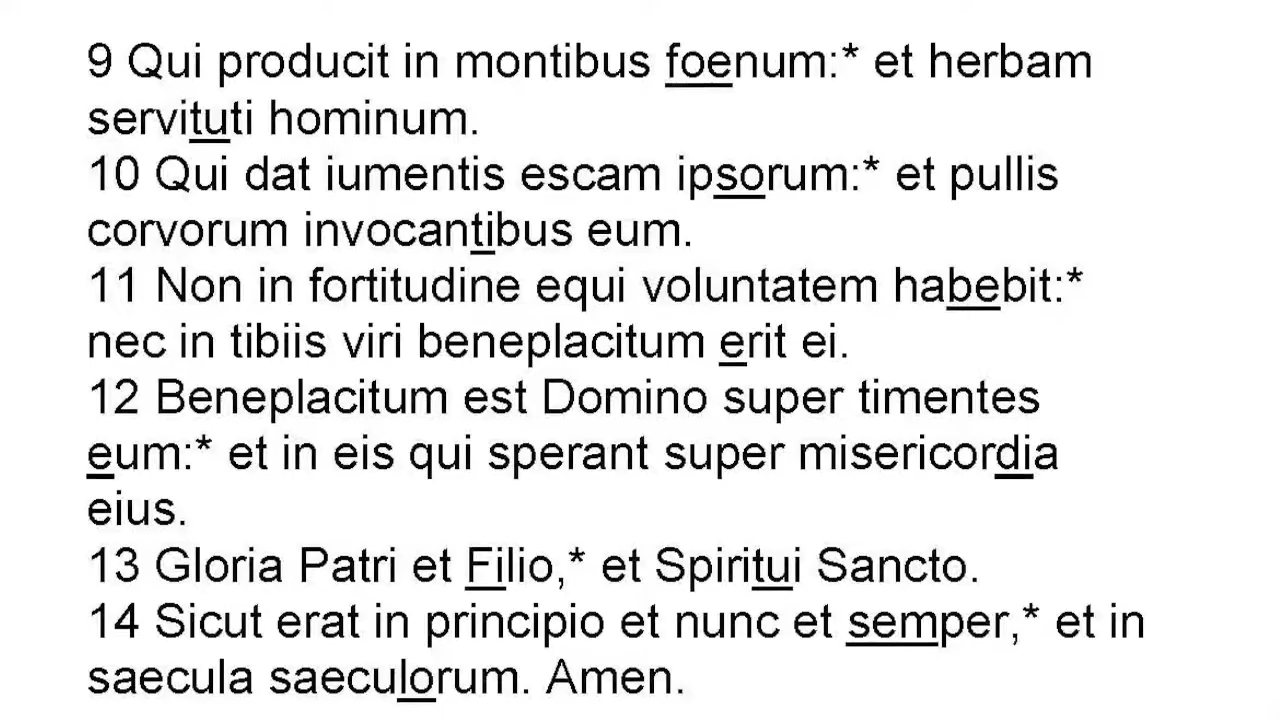 9 Qui producit in montibus foenum:* et herbam
servituti hominum.
10 Qui dat iumentis escam ipsorum:* et pullis
corvorum invocantibus eum.
11 Non in fortitudine equi voluntatem habebit:*
nec in tibiis viri beneplacitum erit ei.
12 Beneplacitum est Domino super timentes
eum:* et in eis qui sperant super misericordia
eius.
13 Gloria Patri et Filio,* et Spiritui Sancto.
14 Sicut erat in principio et nunc et semper,* et in
saecula saeculorum. Amen.